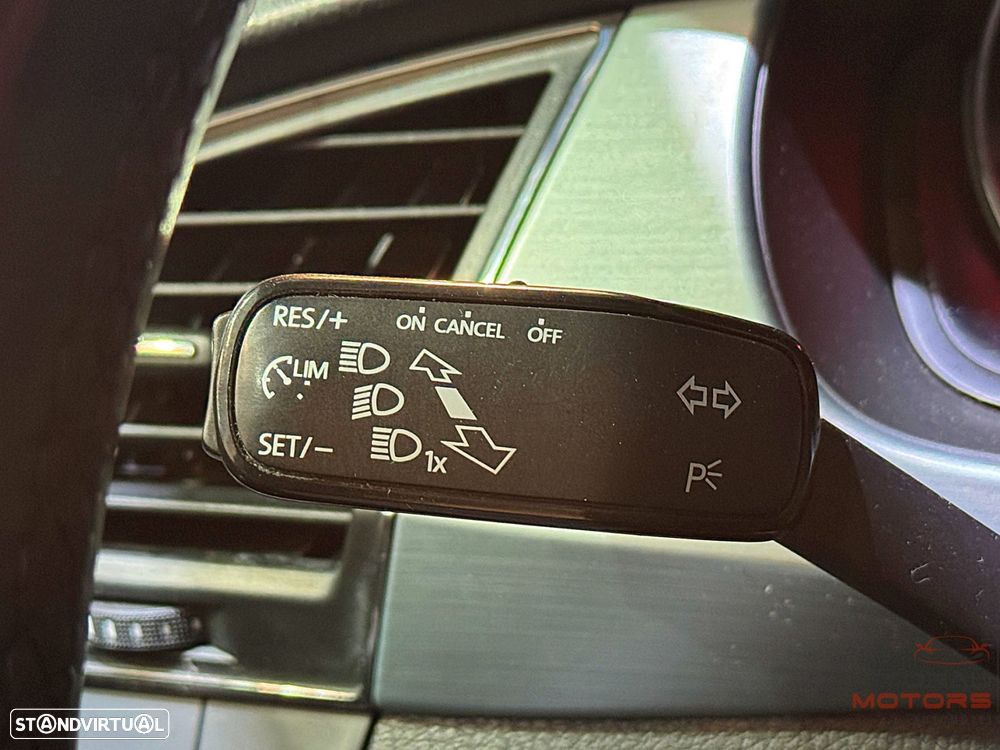 RES/+
ON CANCEL OFF
LIM
SET/–
1x
P
MOTORS
STANDVIRTUAL